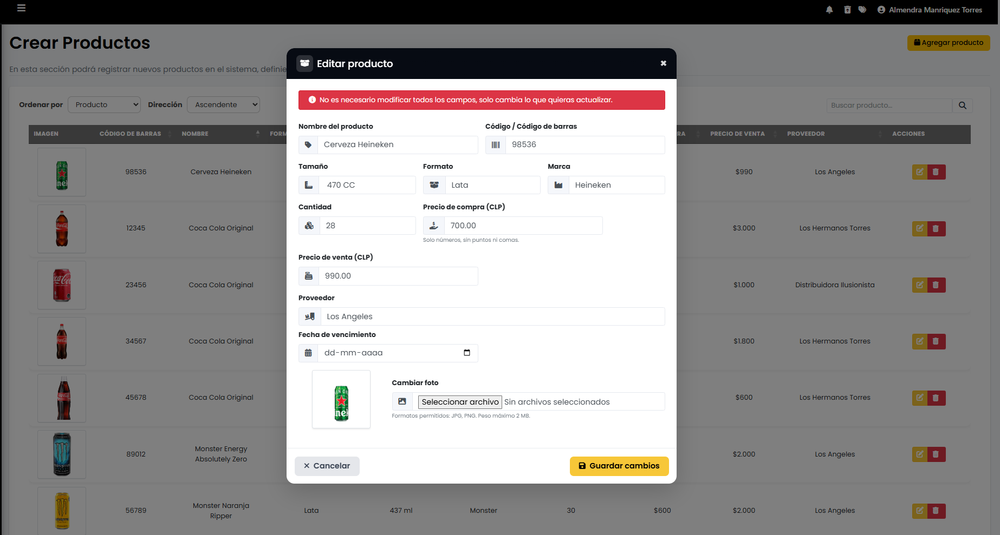 Almendra Manriquez Torres
Crear Productos
Agregar producto
En esta sección podrá registrar nuevos productos en el sistema, definie
Ordenar por
Producto
Dirección
Ascendente
Buscar producto...
IMAGEN
CÓDIGO DE BARRAS
NOMBRE
FORM
RA
PRECIO DE VENTA
PROVEEDOR
ACCIONES
98536
Cerveza Heineken
$990
Los Angeles
12345
Coca Cola Original
$3.000
Los Hermanos Torres
23456
Coca Cola Original
$1.000
Distribuidora Ilusionista
34567
Coca Cola Original
$1.800
Los Hermanos Torres
45678
Coca Cola Original
$600
Los Hermanos Torres
89012
Monster Energy
Absolutely Zero
$2.000
Los Angeles
56789
Monster Naranja
Ripper
Lata
437 ml
Monster
30
$600
$2.000
Los Angeles
Editar producto
No es necesario modificar todos los campos, solo cambia lo que quieras actualizar.
Nombre del producto
Cerveza Heineken
Código / Código de barras
98536
Tamaño
470 CC
Formato
Lata
Marca
Heineken
Cantidad
28
Precio de compra (CLP)
700.00
Solo números, sin puntos ni comas.
Precio de venta (CLP)
990.00
Proveedor
Los Angeles
Fecha de vencimiento
dd-mm-aaaa
Cambiar foto
Seleccionar archivo Sin archivos seleccionados
Formatos permitidos: JPG, PNG. Peso máximo 2 MB.
Cancelar
Guardar cambios